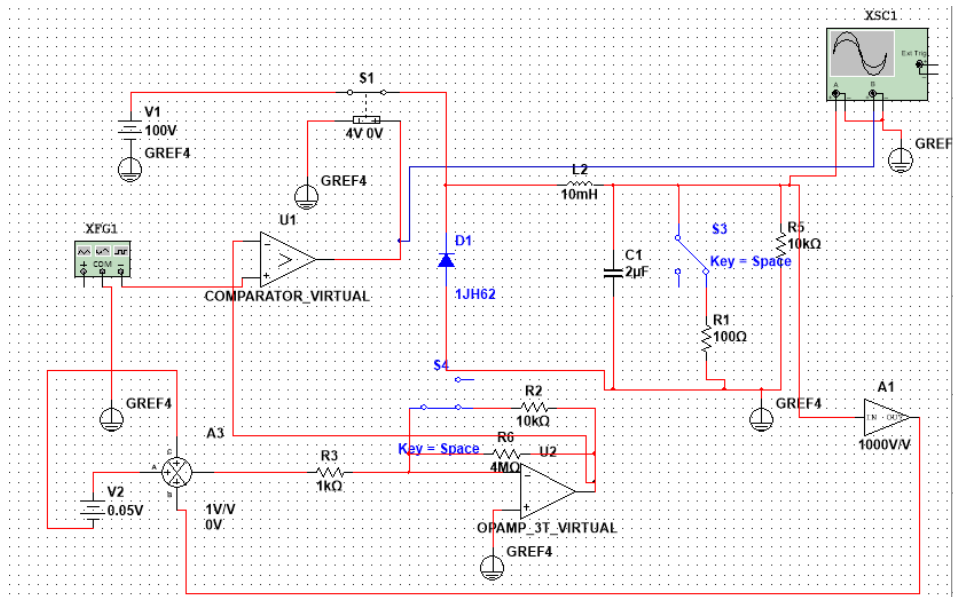 XSC1
Ext Trig
+
A
B
S1
V1
100V
4V 0V
GREF4
GREF
GREF4
L2
10mH
XFG1
U1
COM
COMPARATOR_VIRTUAL
D1
1JH62
C1
2µF
S3
Key = Space
R5
10kΩ
R1
100Ω
S4
GREF4
A3
R2
10kΩ
GREF4
A1
IN - OUT
1000V/V
Key = Space
R6
4MΩ
U2
R3
1kΩ
C
A
B
V2
0.05V
1V/V
0V
OPAMP_3T_VIRTUAL
GREF4